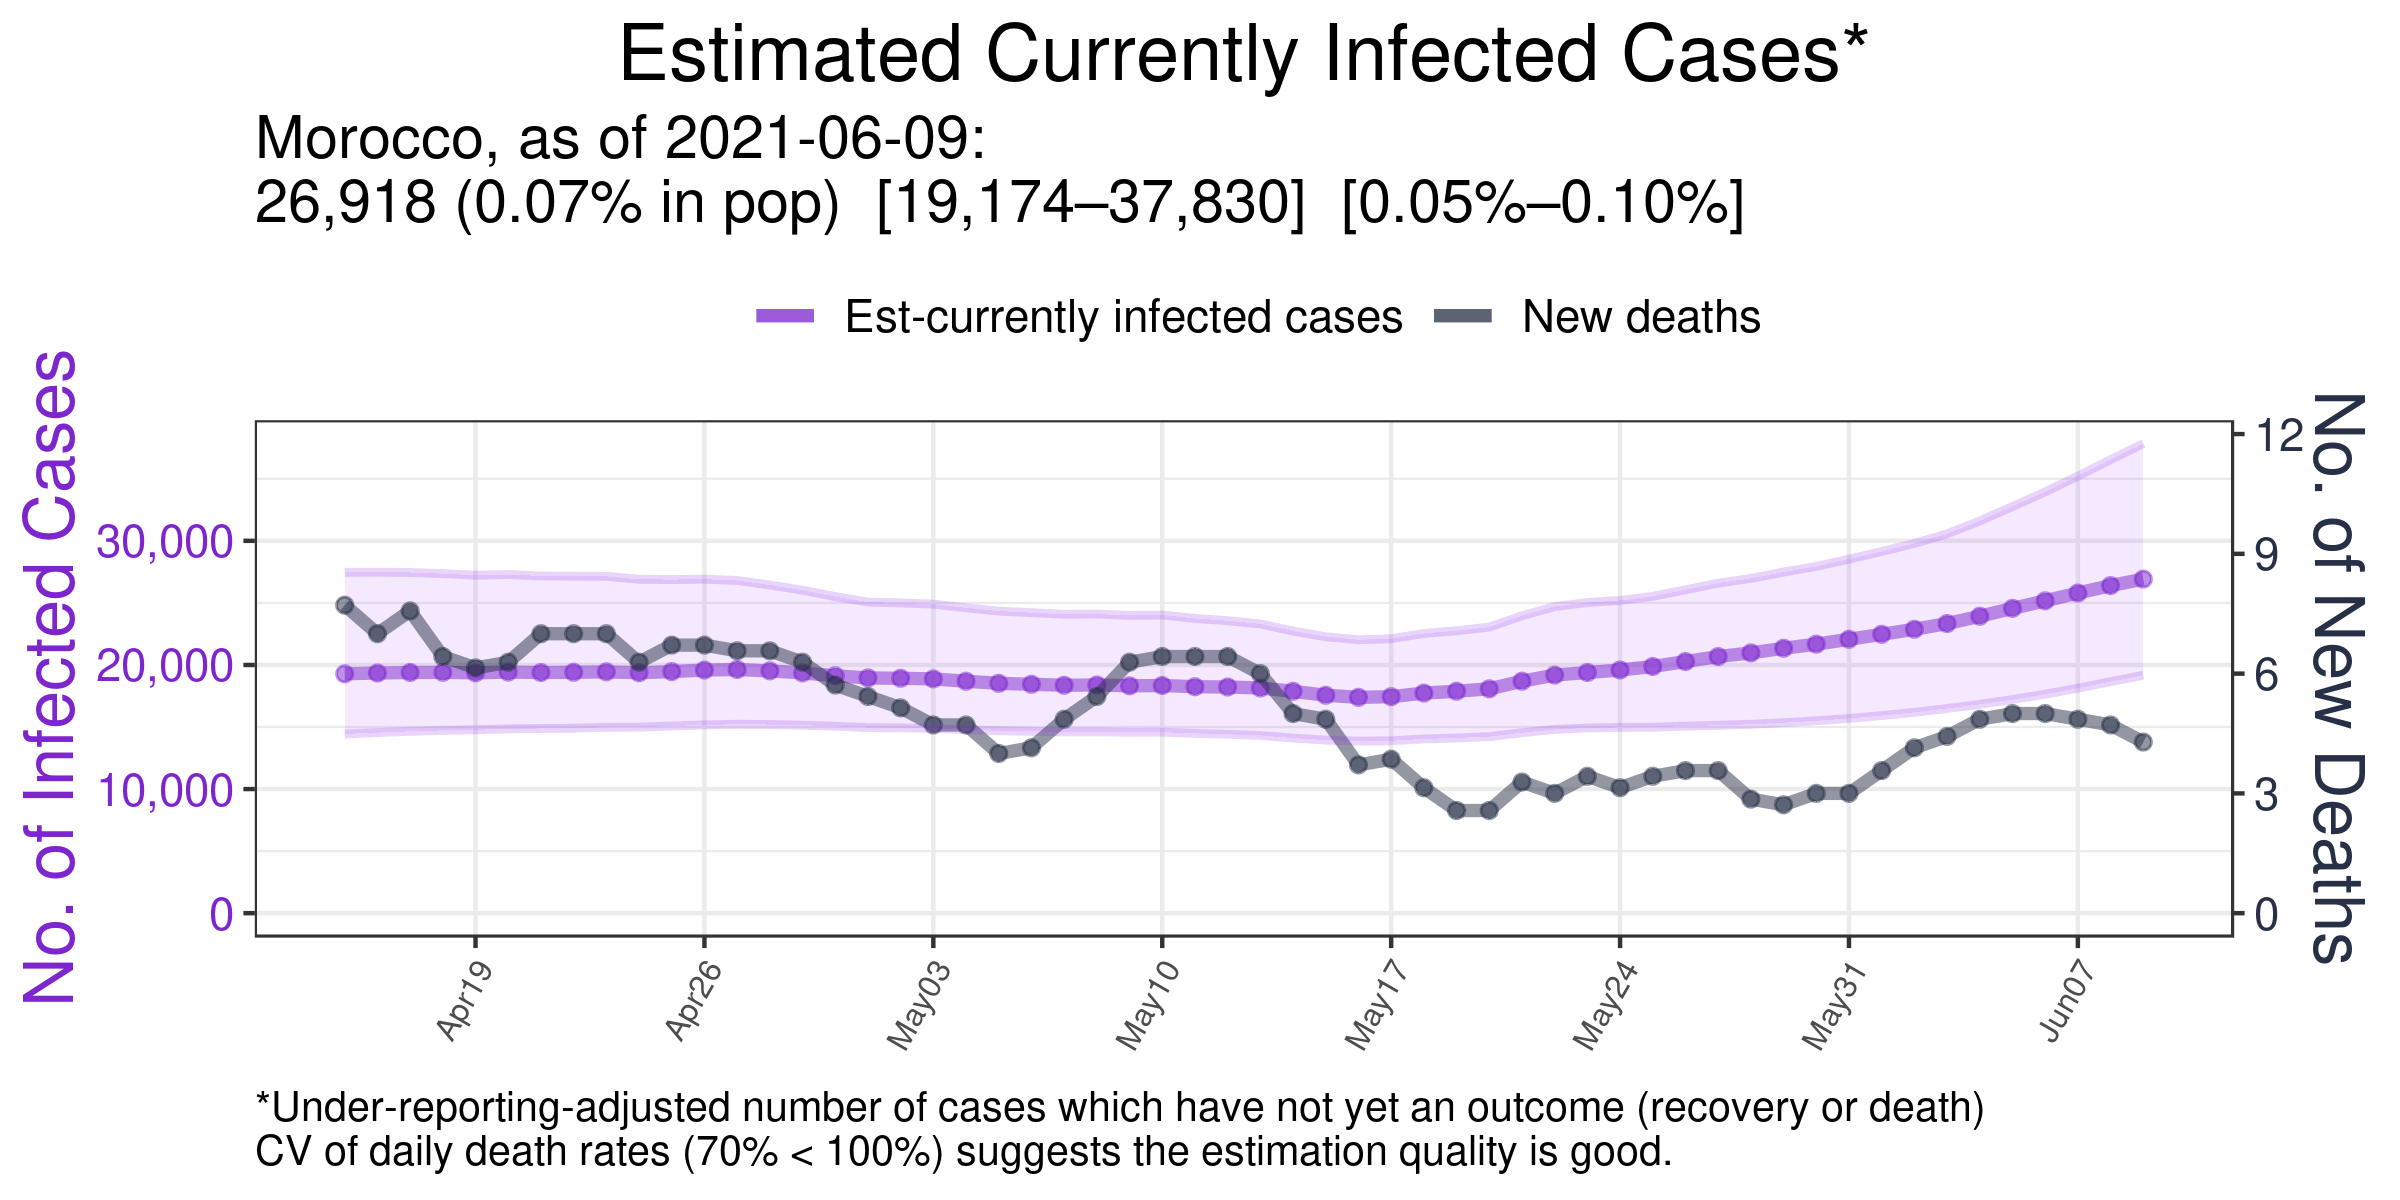 Estimated Currently Infected Cases*
Morocco, as of 2021-06-09:
26,918 (0.07% in pop)  [19,174–37,830]  [0.05%–0.10%]
Est-currently infected cases
New deaths
No. of Infected Cases
30,000
20,000
10,000
0
12
9
6
3
0
No. of New Deaths
Apr19
Apr26
May03
May10
May17
May24
May31
Jun07
*Under-reporting-adjusted number of cases which have not yet an outcome (recovery or death)
CV of daily death rates (70% < 100%) suggests the estimation quality is good.